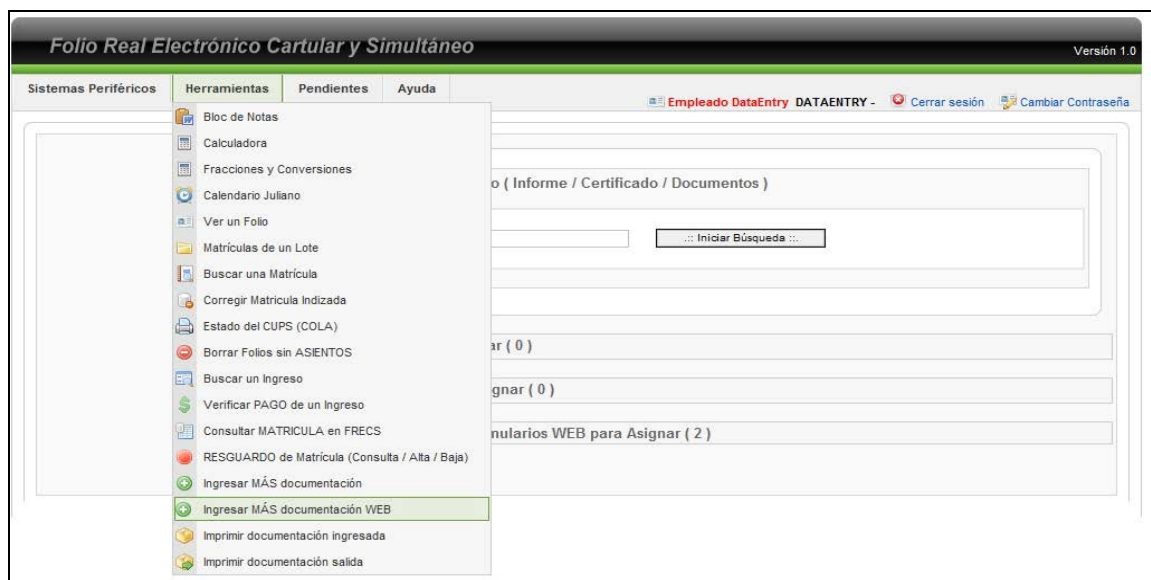 Folio Real Electrónico Cartular y Simultáneo
Versión 1.0
Sistemas Periféricos Herramientas Pendientes Ayuda
Empleado DataEntry DATAENTRY - Cerrar sesión Cambiar Contraseña
Bloc de Notas
Calculadora
Fracciones y Conversiones
o ( Informe / Certificado / Documentos )
Calendario Juliano
Ver un Folio
.:: Iniciar Búsqueda ::.
Matrículas de un Lote
Buscar una Matrícula
Corregir Matricula Indizada
Estado del CUPS (COLA)
ar ( 0 )
Borrar Folios sin ASIENTOS
Buscar un Ingreso
gnar ( 0 )
Verificar PAGO de un Ingreso
Consultar MATRICULA en FRECS
mularios WEB para Asignar ( 2 )
RESGUARDO de Matrícula (Consulta / Alta / Baja)
Ingresar MÁS documentación
Ingresar MÁS documentación WEB
Imprimir documentación ingresada
Imprimir documentación salida